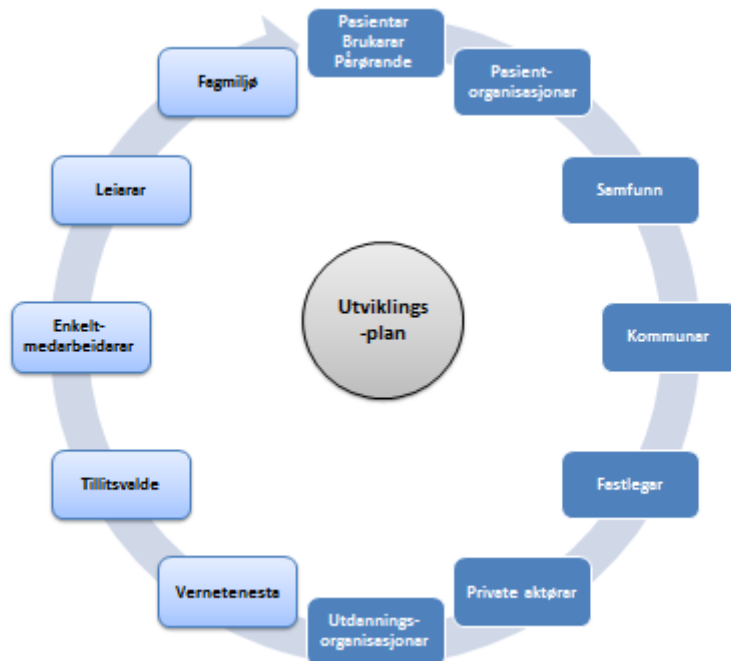 Pasientar
Brukarar
Pårørande
Pasient-
organisasjonar
Samfunn
Kommunar
Fastlegar
Private aktørar
Utdannings-
organisasjonar
Vernetenesta
Tillitsvalde
Enkelt-
medarbeidarar
Leiarar
Fagmiljø
Utviklings
-plan